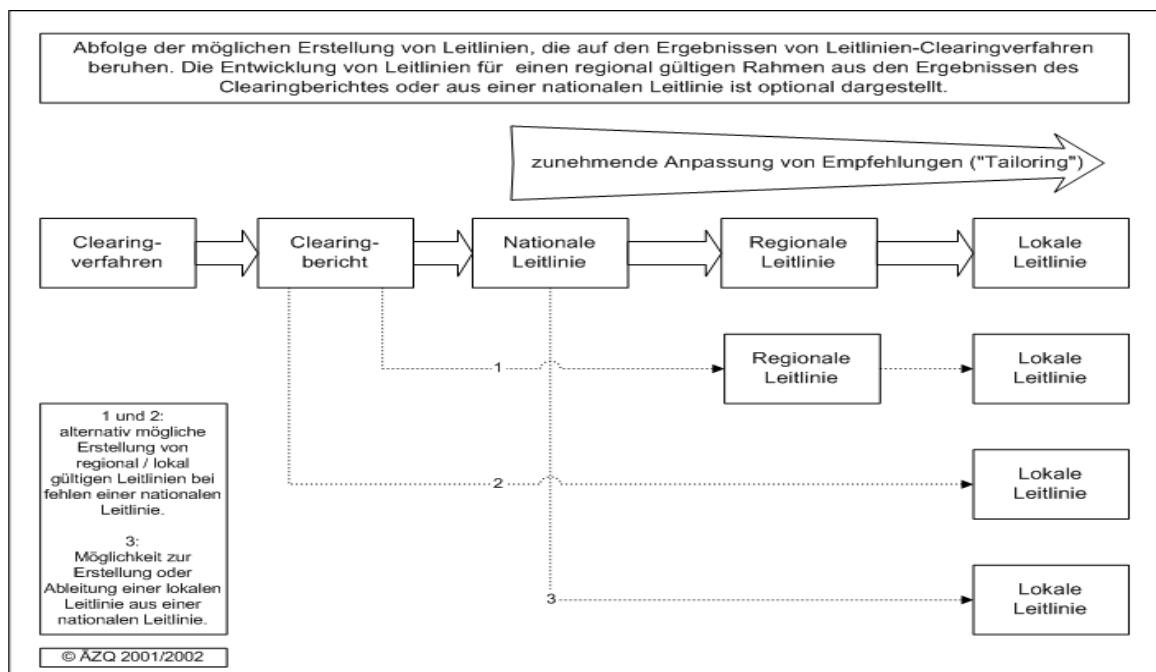 Abfolge der möglichen Erstellung von Leitlinien, die auf den Ergebnissen von Leitlinien-Clearingverfahren
beruhen. Die Entwicklung von Leitlinien für einen regional gültigen Rahmen aus den Ergebnissen des
Clearingberichtes oder aus einer nationalen Leitlinie ist optional dargestellt.
zunehmende Anpassung von Empfehlungen ("Tailoring")
Clearing-
verfahren
Clearing-
bericht
Nationale
Leitlinie
Regionale
Leitlinie
Lokale
Leitlinie
1
Regionale
Leitlinie
Lokale
Leitlinie
1 und 2:
alternativ mögliche
Erstellung von
regional / lokal
gültigen Leitlinien bei
fehlen einer nationalen
Leitlinie.
3:
Möglichkeit zur
Erstellung oder
Ableitung einer lokalen
Leitlinie aus einer
nationalen Leitlinie.
2
Lokale
Leitlinie
3
Lokale
Leitlinie
© ÄZQ 2001/2002